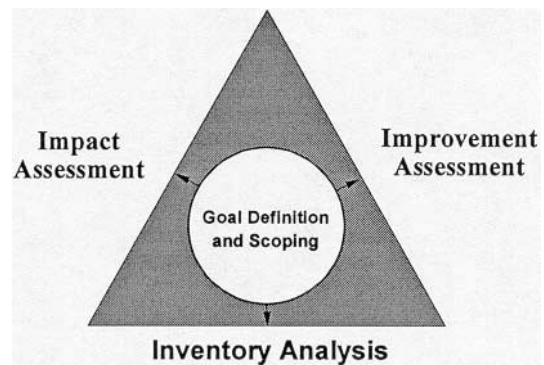 Impact
Assessment
Improvement
Assessment
Goal Definition
and Scoping
Inventory Analysis